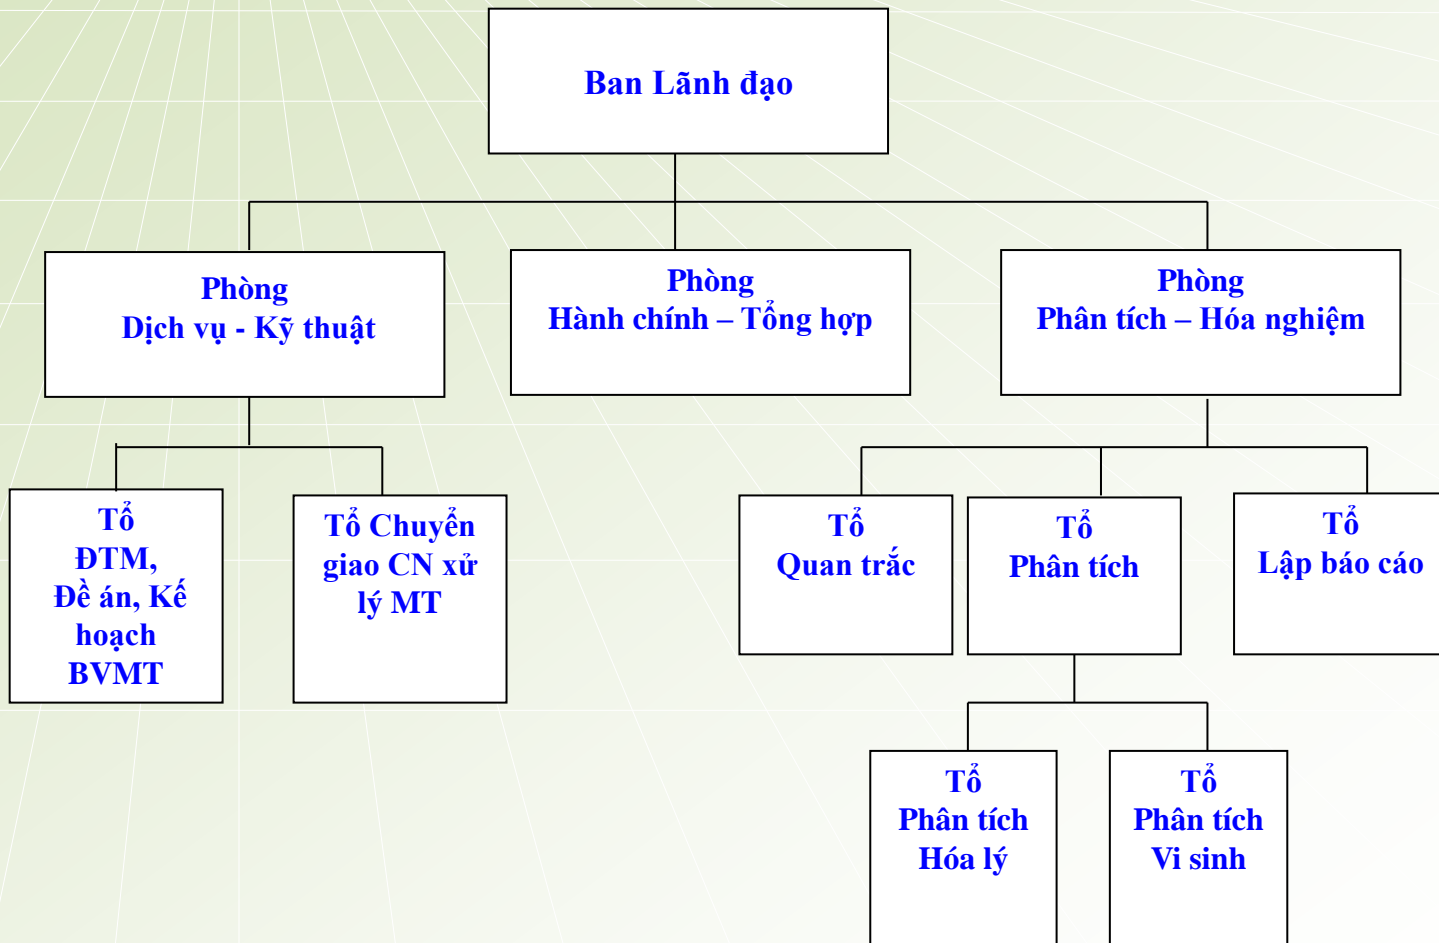 Ban Lãnh đạo
Phòng
Dịch vụ - Kỹ thuật
Phòng
Hành chính – Tổng hợp
Phòng
Phân tích – Hóa nghiệm
Tổ
ĐTM,
Đề án, Kế
hoạch
BVMT
Tổ Chuyển
giao CN xử
lý MT
Tổ
Quan trắc
Tổ
Phân tích
Tổ
Lập báo cáo
Tổ
Phân tích
Hóa lý
Tổ
Phân tích
Vi sinh